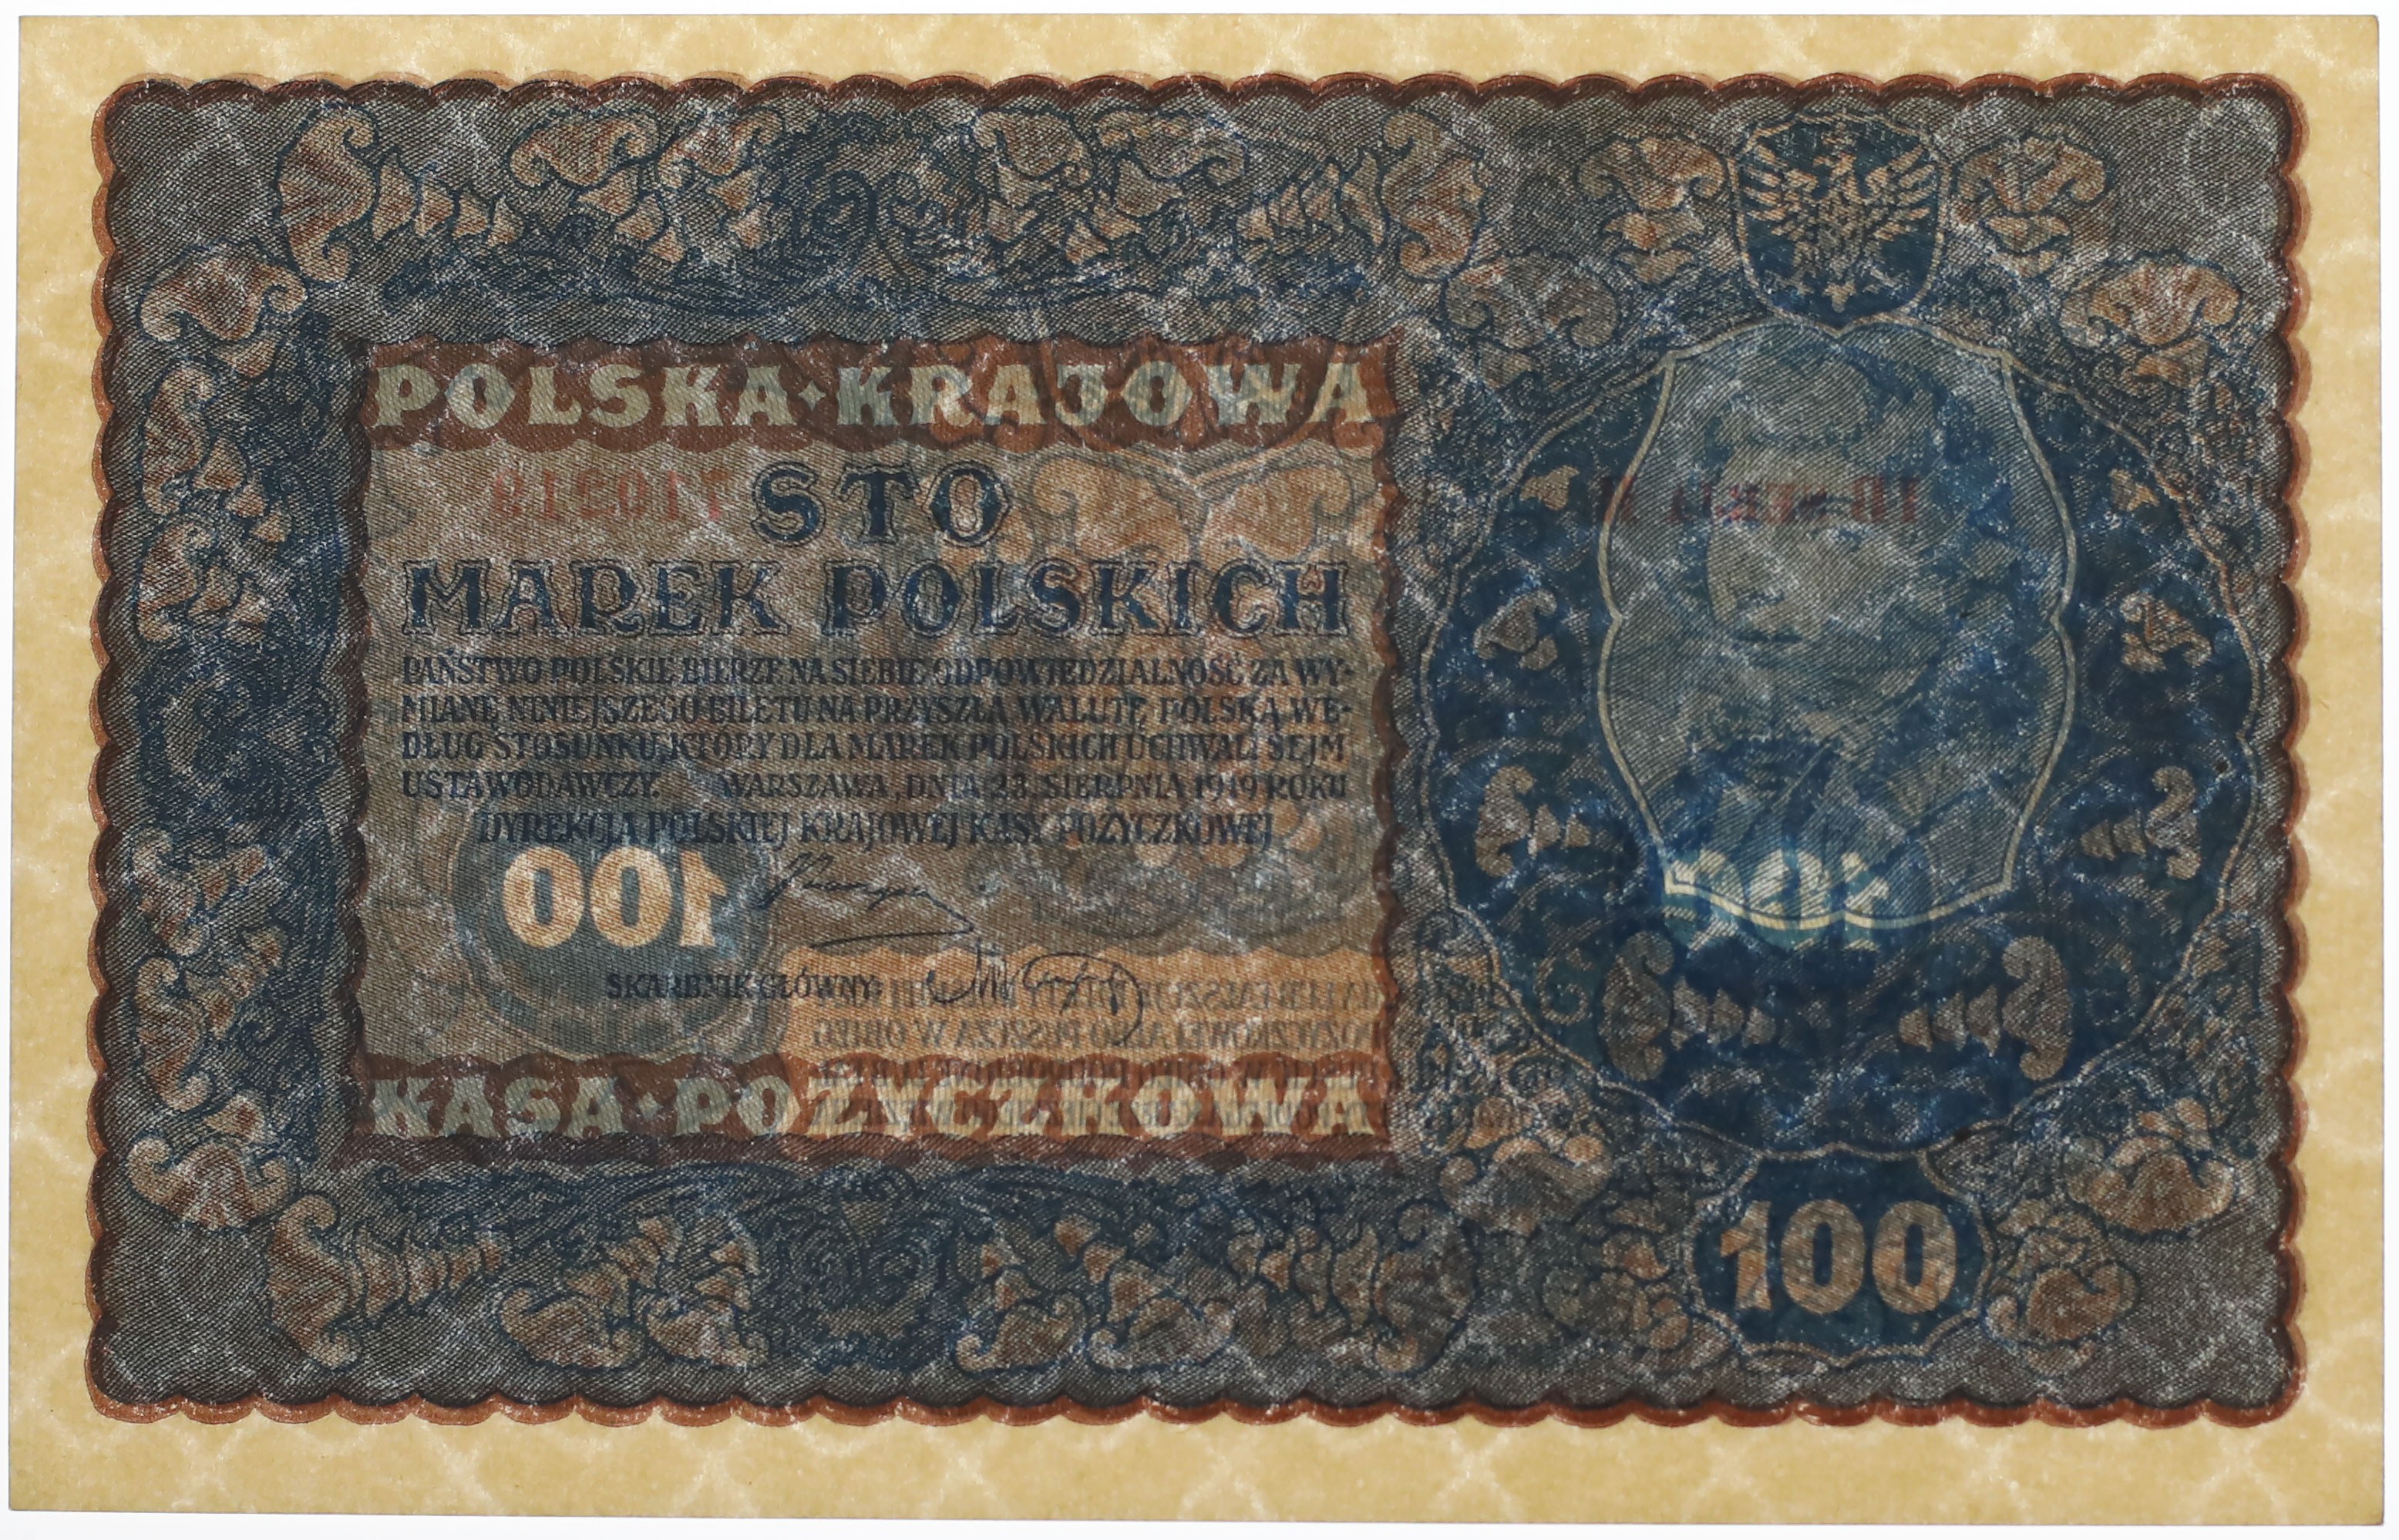 POLSKA·KRAJOWA
STO
MAREK POLSKICH
PAŃSTWO POLSKIE BIERZE NA SIEBIE ODPOWIEDZIALNOŚĆ ZA WY-
MIANĘ NINIEJSZEGO BILETU NA PRZYSZŁĄ WALUTĘ POLSKĄ WE-
DŁUG STOSUNKU, KTÓRY DLA MAREK POLSKICH UCHWALI SEJM
USTAWODAWCZY. WARSZAWA, DNIA 23. SIERPNIA 1919 ROKU
DYREKCJA POLSKIEJ KRAJOWEJ KASY POŻYCZKOWEJ
100
100
SKARBNIK GŁÓWNY:
KASA·POŻYCZKOWA
100